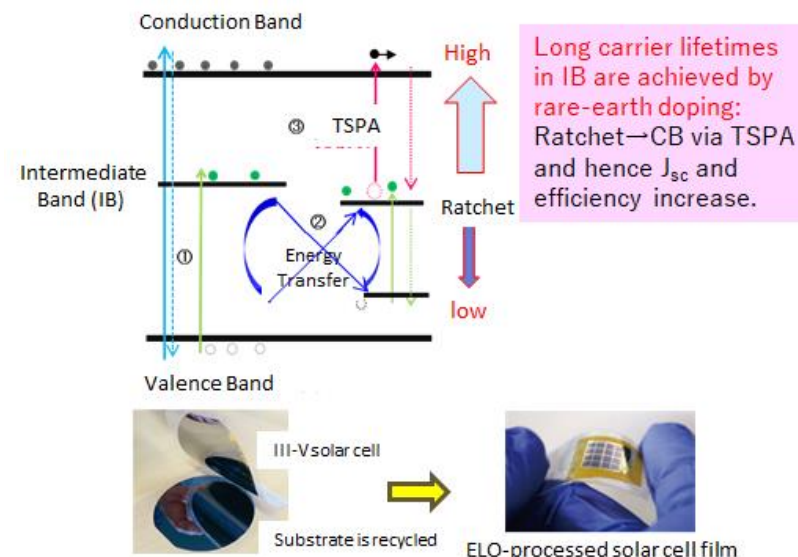 Conduction Band
High
Long carrier lifetimes
in IB are achieved by
rare-earth doping:
Ratchet→CB via TSPA
and hence Jsc and
efficiency increase.
③
TSPA
Intermediate
Band (IB)
Ratchet
②
①
Energy
Transfer
low
Valence Band
III-V solar cell
Substrate is recycled
ELO-processed solar cell film